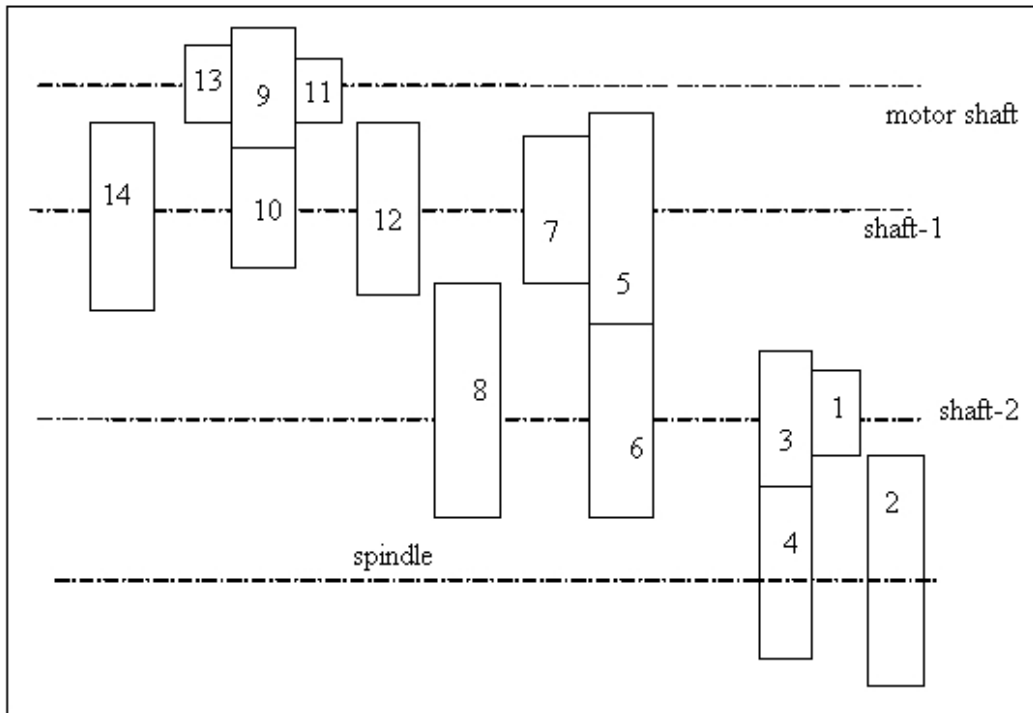 13 9 11
motor shaft
14 10 12 7 5
shaft-1
8 6 3 1
shaft-2
4 2
spindle